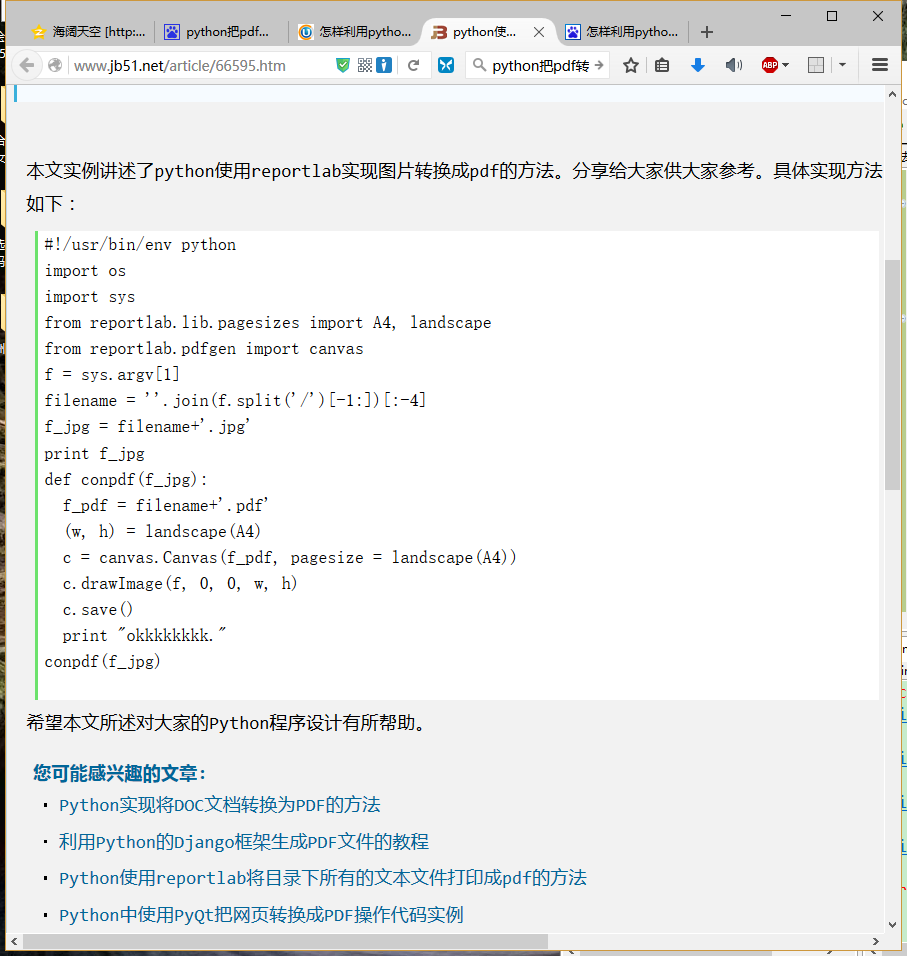 海阔天空 [http:...
python把pdf...
怎样利用pytho...
python使...
怎样利用pytho...
www.jb51.net/article/66595.htm
python把pdf转
ABP
本文实例讲述了python使用reportlab实现图片转换成pdf的方法。分享给大家供大家参考。具体实现方法
如下：
#!/usr/bin/env python
import os
import sys
from reportlab.lib.pagesizes import A4, landscape
from reportlab.pdfgen import canvas
f = sys.argv[1]
filename = ''.join(f.split('/')[-1:])[:-4]
f_jpg = filename+'.jpg'
print f_jpg
def conpdf(f_jpg):
  f_pdf = filename+'.pdf'
  (w, h) = landscape(A4)
  c = canvas.Canvas(f_pdf, pagesize = landscape(A4))
  c.drawImage(f, 0, 0, w, h)
  c.save()
  print "okkkkkkkk."
conpdf(f_jpg)
希望本文所述对大家的Python程序设计有所帮助。
您可能感兴趣的文章:
Python实现将DOC文档转换为PDF的方法
利用Python的Django框架生成PDF文件的教程
Python使用reportlab将目录下所有的文本文件打印成pdf的方法
Python中使用PyQt把网页转换成PDF操作代码实例